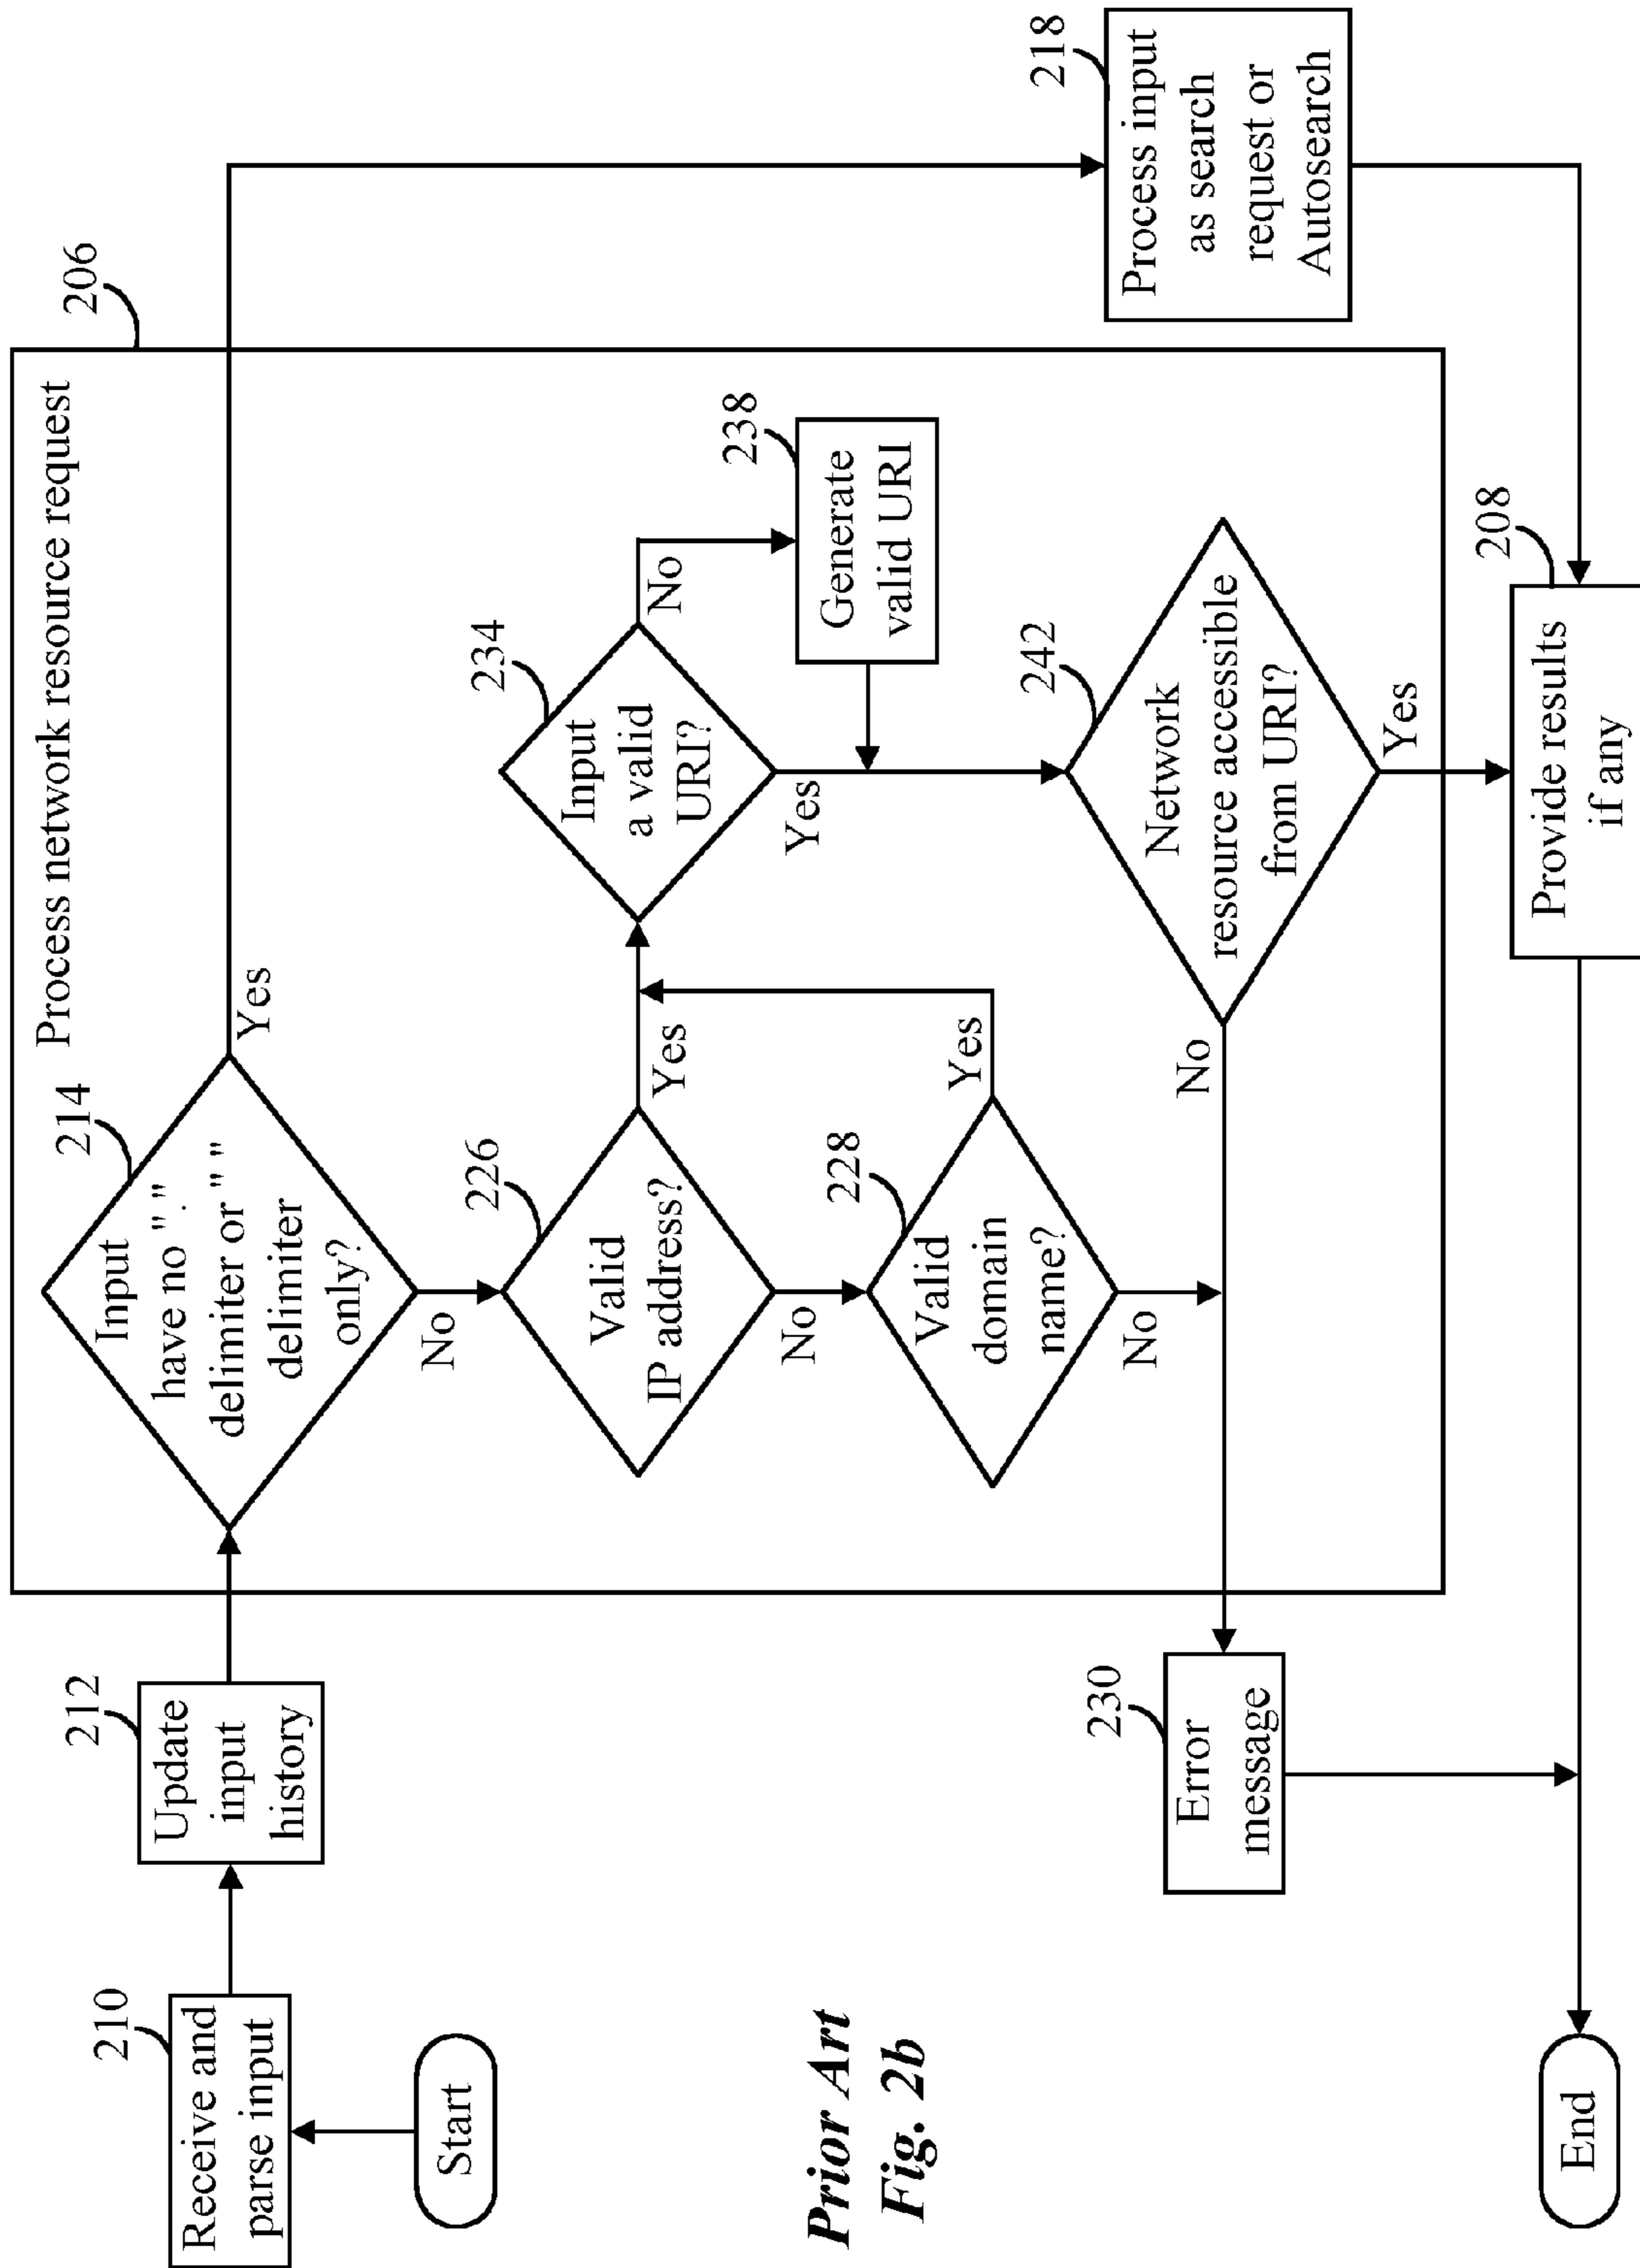 210
Receive and
parse input
Start
212
Update
input
history
206
Process network resource request
214
Input
have no "."
delimiter or " "
delimiter
only?
Yes
No
226
Valid
IP address?
Yes
No
228
Valid
domain
name?
Yes
No
234
Input
a valid
URI?
No
Yes
238
Generate
valid URI
242
Network
resource accessible
from URI?
No
Yes
218
Process input
as search
request or
Autosearch
230
Error
message
208
Provide results
if any
End
Prior Art
Fig. 2b